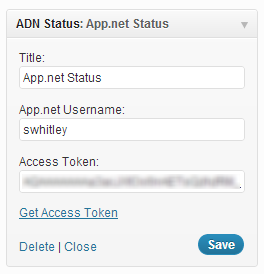 ADN Status: App.net Status
Title:
App.net Status
App.net Username:
swhitley
Access Token:
Get Access Token
Delete | Close
Save